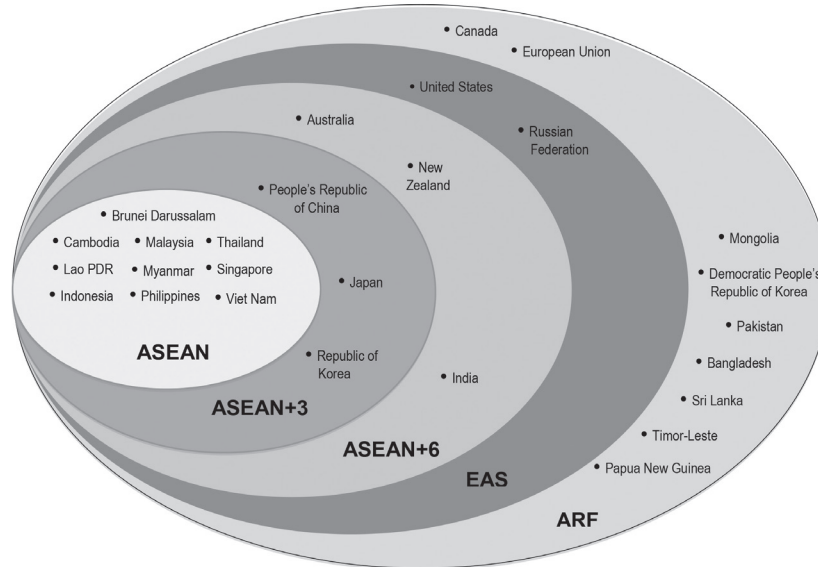 • Canada
• European Union
• United States
• Australia
• Russian
Federation
• New
Zealand
• People's Republic
of China
• Brunei Darussalam
• Cambodia • Malaysia • Thailand
• Lao PDR • Myanmar • Singapore
• Indonesia • Philippines • Viet Nam
ASEAN
• Japan
• Republic of
Korea
ASEAN+3
• India
ASEAN+6
EAS
• Mongolia
• Democratic People's
Republic of Korea
• Pakistan
• Bangladesh
• Sri Lanka
• Timor-Leste
• Papua New Guinea
ARF